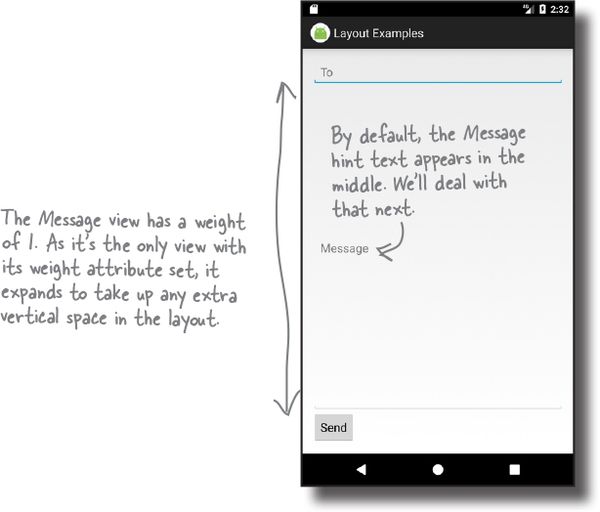 2:32
Layout Examples
To
By default, the Message
hint text appears in the
middle. We'll deal with
that next.
The Message view has a weight
of 1. As it's the only view with
its weight attribute set, it
expands to take up any extra
vertical space in the layout.
Message
Send